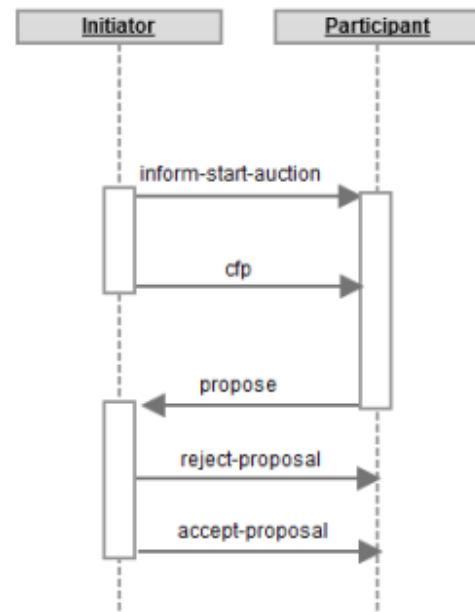 Initiator
Participant
inform-start-auction
cfp
propose
reject-proposal
accept-proposal